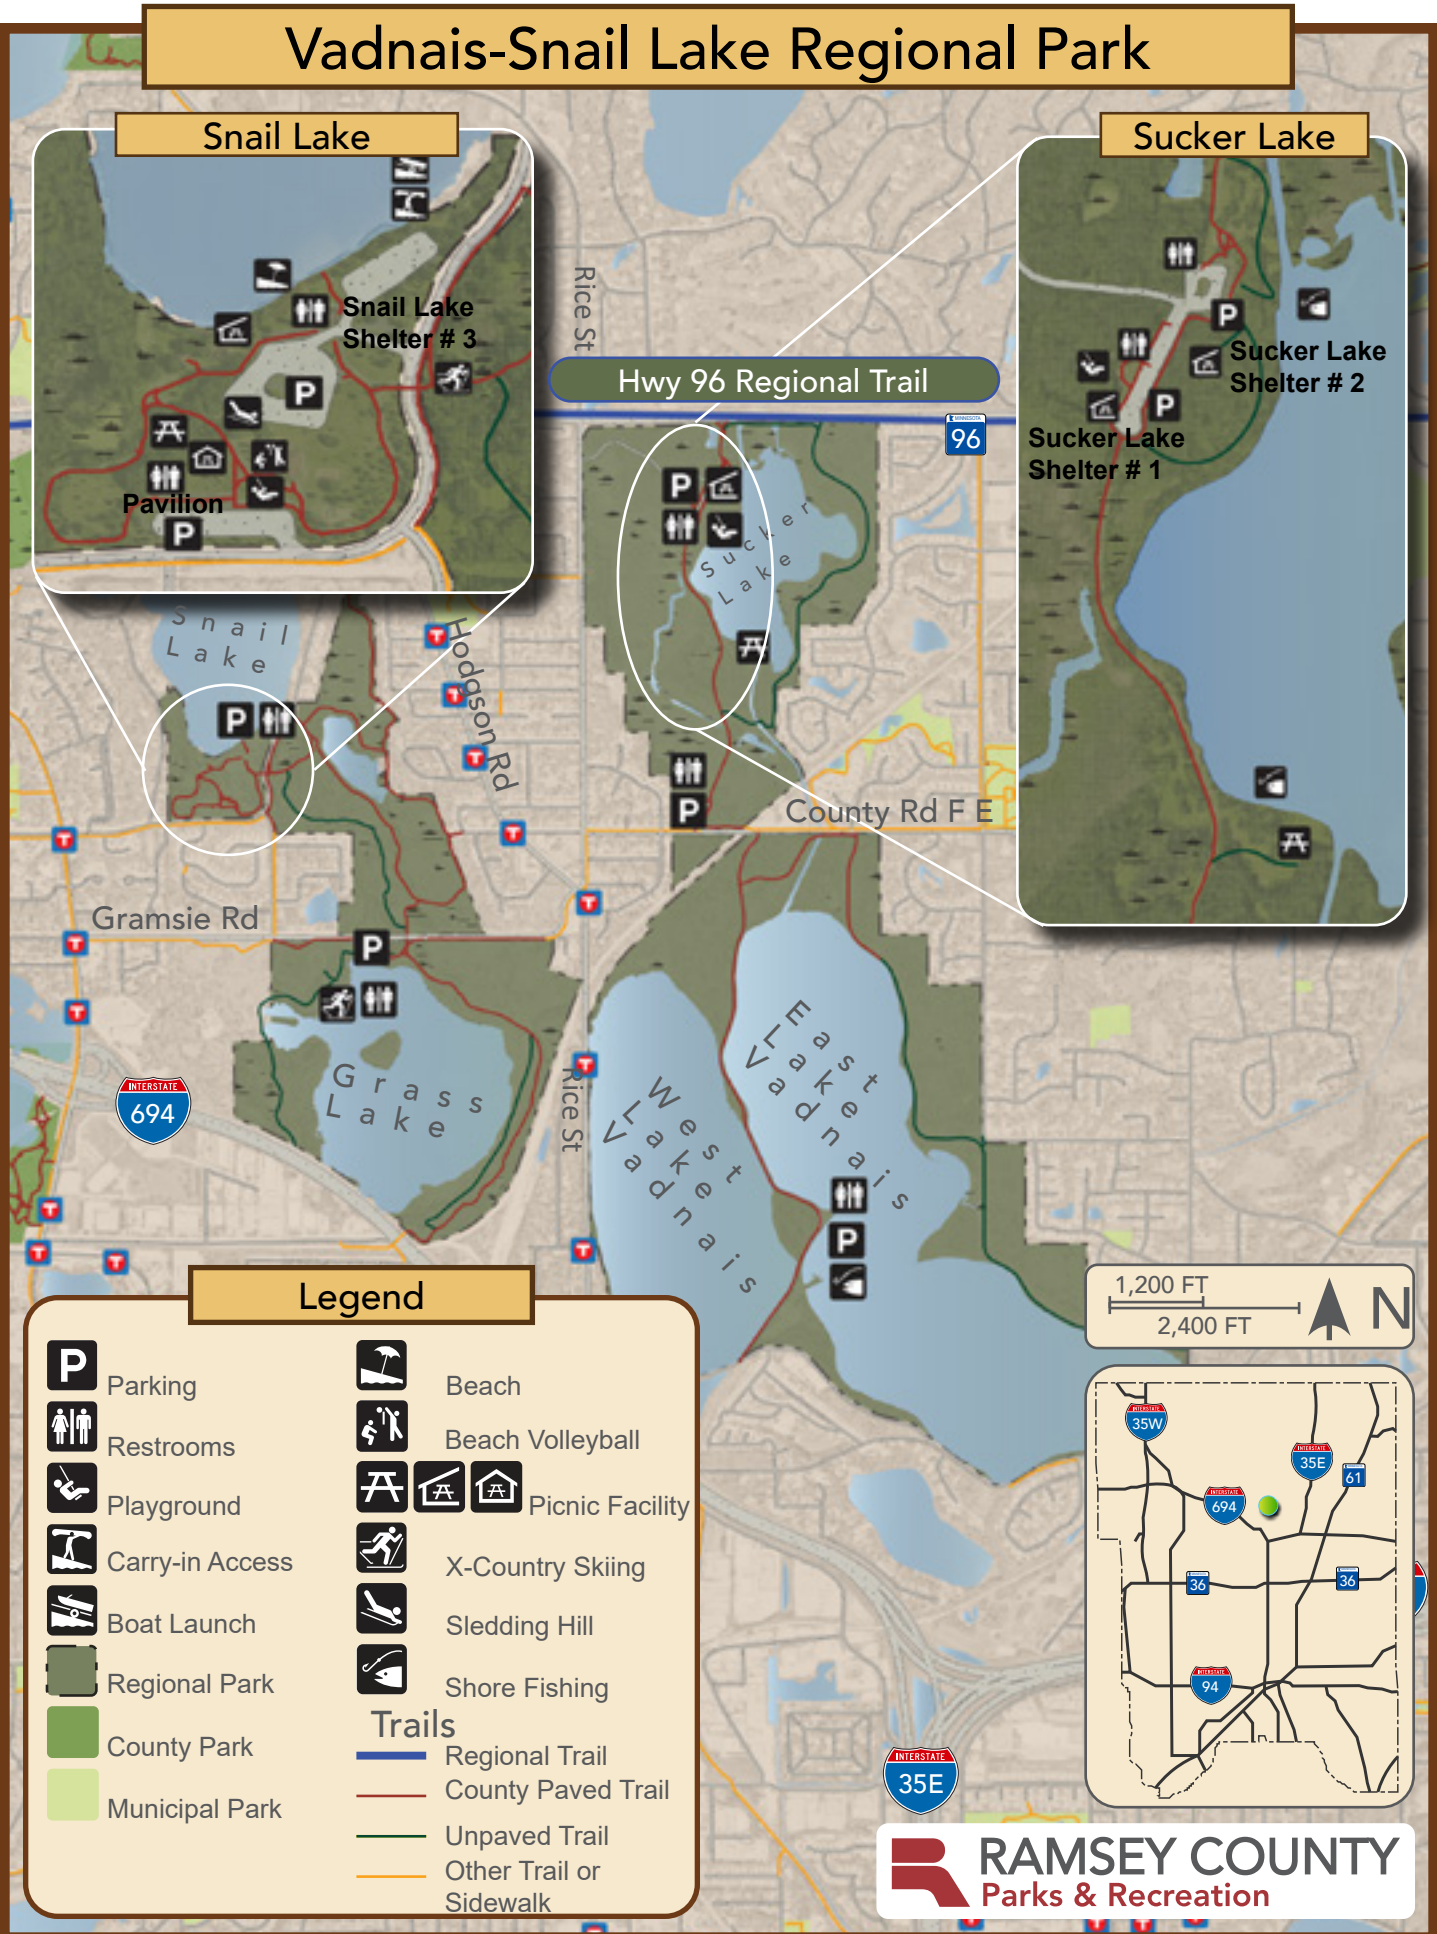 Vadnais-Snail Lake Regional Park
Snail Lake
Sucker Lake
Snail Lake
Shelter # 3
Pavilion
P
P
Rice St
Hwy 96 Regional Trail
MINNESOTA
96
P
Sucker Lake
Shelter # 2
P
Sucker Lake
Shelter # 1
P
Sucker
Lake
Snail
Lake
P
Hodgson Rd
T
T
T
T
T
P
County Rd F E
Gramsie Rd
T
T
T
P
Grass
Lake
East
Lake
Vadnais
West
Lake
Vadnais
T
Rice St
INTERSTATE
694
T
T
T
T
T
P
Legend
P
Parking
Restrooms
Playground
Carry-in Access
Boat Launch
Regional Park
County Park
Municipal Park
Beach
Beach Volleyball
Picnic Facility
X-Country Skiing
Sledding Hill
Shore Fishing
Trails
Regional Trail
County Paved Trail
Unpaved Trail
Other Trail or
Sidewalk
1,200 FT
2,400 FT
N
INTERSTATE
35W
INTERSTATE
35E
61
INTERSTATE
694
36
36
INTERSTATE
94
INTERSTATE
35E
RAMSEY COUNTY
Parks & Recreation